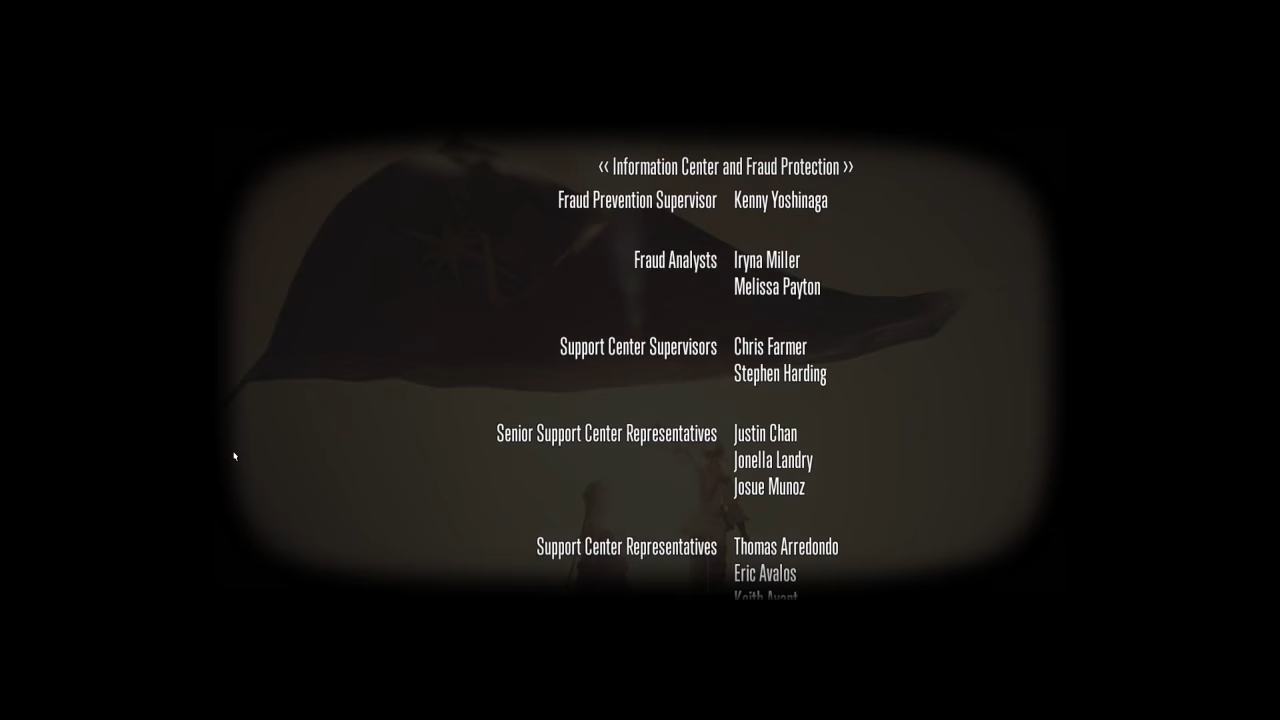 << Information Center and Fraud Protection >>
Fraud Prevention Supervisor Kenny Yoshinaga
Fraud Analysts Iryna Miller
Melissa Payton
Support Center Supervisors Chris Farmer
Stephen Harding
Senior Support Center Representatives Justin Chan
Jonella Landry
Josue Munoz
Support Center Representatives Thomas Arredondo
Eric Avalos
Keith Avant